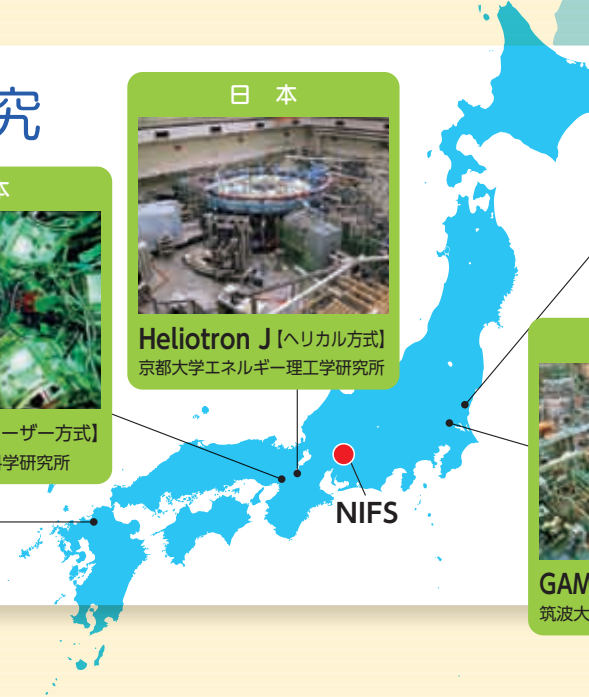 究
日 本
Heliotron J【ヘリカル方式】
京都大学エネルギー理工学研究所
本
ーザー方式】
学研究所
NIFS
GAM
筑波大